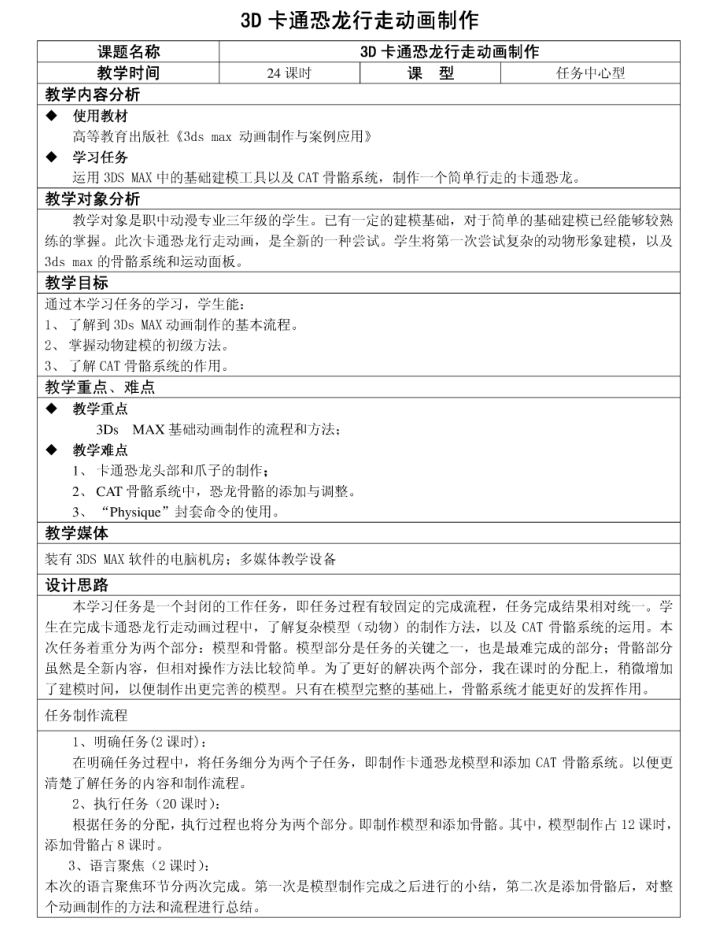 3D 卡通恐龙行走动画制作
课题名称 3D 卡通恐龙行走动画制作
教学时间 24 课时 课 型 任务中心型
教学内容分析
◆ 使用教材
高等教育出版社《3ds max 动画制作与案例应用》
◆ 学习任务
运用 3DS MAX 中的基础建模工具以及 CAT 骨骼系统，制作一个简单行走的卡通恐龙。
教学对象分析
教学对象是职中动漫专业三年级的学生。已有一定的建模基础，对于简单的基础建模已经能够较熟
练的掌握。此次卡通恐龙行走动画，是全新的一种尝试。学生将第一次尝试复杂的动物形象建模，以及
3ds max 的骨骼系统和运动面板。
教学目标
通过本学习任务的学习，学生能：
1、 了解到 3Ds MAX 动画制作的基本流程。
2、 掌握动物建模的初级方法。
3、 了解 CAT 骨骼系统的作用。
教学重点、难点
◆ 教学重点
3Ds MAX 基础动画制作的流程和方法；
◆ 教学难点
1、 卡通恐龙头部和爪子的制作；
2、 CAT 骨骼系统中，恐龙骨骼的添加与调整。
3、 “Physique”封套命令的使用。
教学媒体
装有 3DS MAX 软件的电脑机房；多媒体教学设备
设计思路
本学习任务是一个封闭的工作任务，即任务过程有较固定的完成流程，任务完成结果相对统一。学
生在完成卡通恐龙行走动画过程中，了解复杂模型（动物）的制作方法，以及 CAT 骨骼系统的运用。本
次任务着重分为两个部分：模型和骨骼。模型部分是任务的关键之一，也是最难完成的部分；骨骼部分
虽然是全新内容，但相对操作方法比较简单。为了更好的解决两个部分，我在课时的分配上，稍微增加
了建模时间，以便制作出更完善的模型。只有在模型完整的基础上，骨骼系统才能更好的发挥作用。
任务制作流程
1、明确任务(2 课时)：
在明确任务过程中，将任务细分为两个子任务，即制作卡通恐龙模型和添加 CAT 骨骼系统。以便更
清楚了解任务的内容和制作流程。
2、执行任务（20 课时）：
根据任务的分配，执行过程也将分为两个部分。即制作模型和添加骨骼。其中，模型制作占 12 课时，
添加骨骼占 8 课时。
3、语言聚焦（2 课时）：
本次的语言聚焦环节分两次完成。第一次是模型制作完成之后进行的小结，第二次是添加骨骼后，对整
个动画制作的方法和流程进行总结。